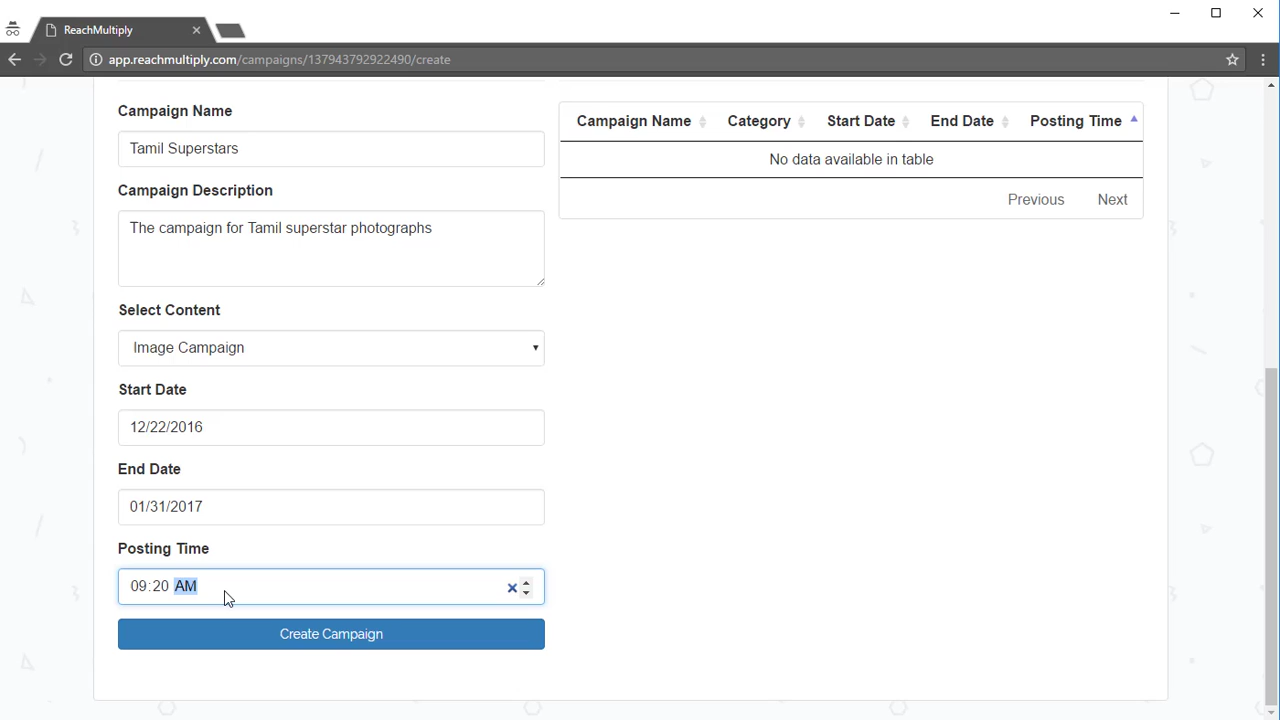 ReachMultiply
app.reachmultiply.com/campaigns/137943792922490/create
Campaign Name
Tamil Superstars
Campaign Description
The campaign for Tamil superstar photographs
Select Content
Image Campaign
Start Date
12/22/2016
End Date
01/31/2017
Posting Time
09:20 AM
Create Campaign
Campaign Name Category Start Date End Date Posting Time
No data available in table
Previous Next